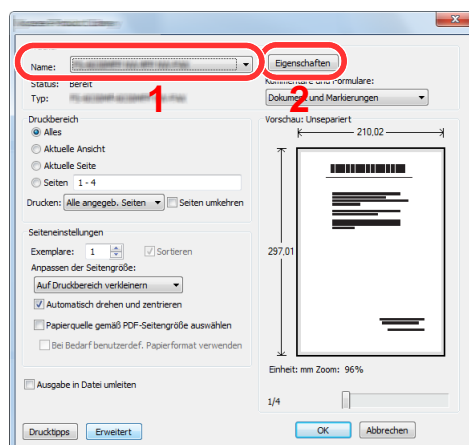 Name:
Eigenschaften
Status: Bereit
Kommentare und Formulare:
Typ:
1
2
Dokument und Markierungen
Druckbereich
Alles
Aktuelle Ansicht
Aktuelle Seite
Seiten 1 - 4
Drucken: Alle angegeb. Seiten Seiten umkehren
Seiteneinstellungen
Exemplare: 1 Sortieren
Anpassen der Seitengröße:
Auf Druckbereich verkleinern
Automatisch drehen und zentrieren
Papierquelle gemäß PDF-Seitengröße auswählen
Bei Bedarf benutzerdef. Papierformat verwenden
Ausgabe in Datei umleiten
Vorschau: Unsepariert
210,02
297,01
Einheit: mm Zoom: 96%
1/4
Drucktipps Erweitert OK Abbrechen